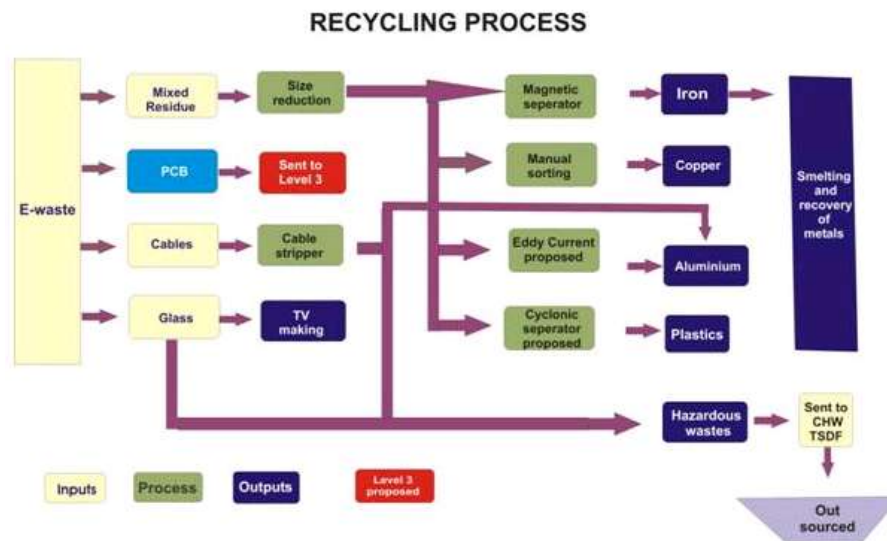 RECYCLING PROCESS
E-waste
Mixed
Residue
Size
reduction
Magnetic
seperator
Iron
PCB
Sent to
Level 3
Manual
sorting
Copper
Smelting
and
recovery
of
metals
Cables
Cable
stripper
Eddy Current
proposed
Aluminium
Glass
TV
making
Cyclonic
seperator
proposed
Plastics
Hazardous
wastes
Sent to
CHW
TSDF
Inputs
Process
Outputs
Level 3
proposed
Out
sourced